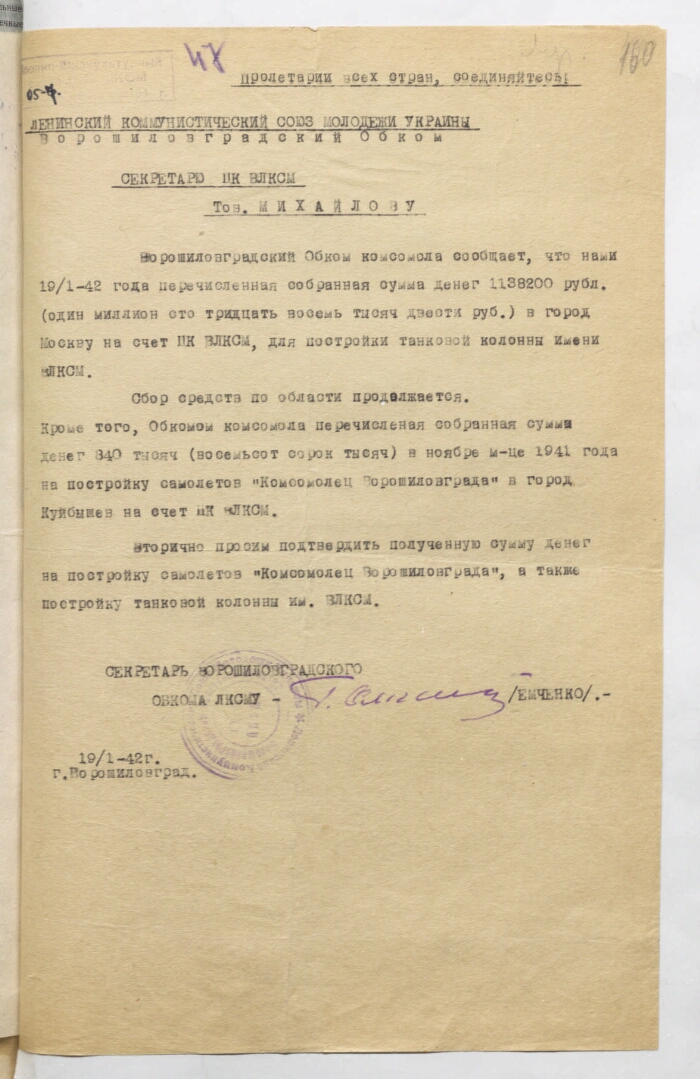 47
160
Пролетарии всех стран, соединяйтесь!
05-
ЛЕНИНСКИЙ КОММУНИСТИЧЕСКИЙ СОЮЗ МОЛОДЕЖИ УКРАИНЫ
Ворошиловградский Обком
СЕКРЕТАРЮ ЦК ВЛКСМ
Тов. МИХАЙЛОВУ
Ворошиловградский Обком комсомола сообщает, что нами
19/1-42 года перечисленная собранная сумма денег 1138200 рубл.
(один миллион сто тридцать восемь тысяч двести руб.) в город
Москву на счет ЦК ВЛКСМ, для постройки танковой колонны имени
ВЛКСМ.
Сбор средств по области продолжается.
Кроме того, Обкомом комсомола перечисленая собранная сумми
денег 840 тысяч (восемьсот сорок тысяч) в ноябре м-це 1941 года
на постройку самолетов "Комсомолец Ворошиловграда" в город
Куйбышев на счет ЦК ВЛКСМ.
Вторично просим подтвердить полученную сумму денег
на постройку самолетов "Комсомолец Ворошиловграда", а также
постройку танковой колонны им. ВЛКСМ.
СЕКРЕТАРЬ ВОРОШИЛОВГРАДСКОГО
ОБКОМА ЛКСМУ - /ЕМЧЕНКО/.-
19/1-42г.
г.Ворошиловград.